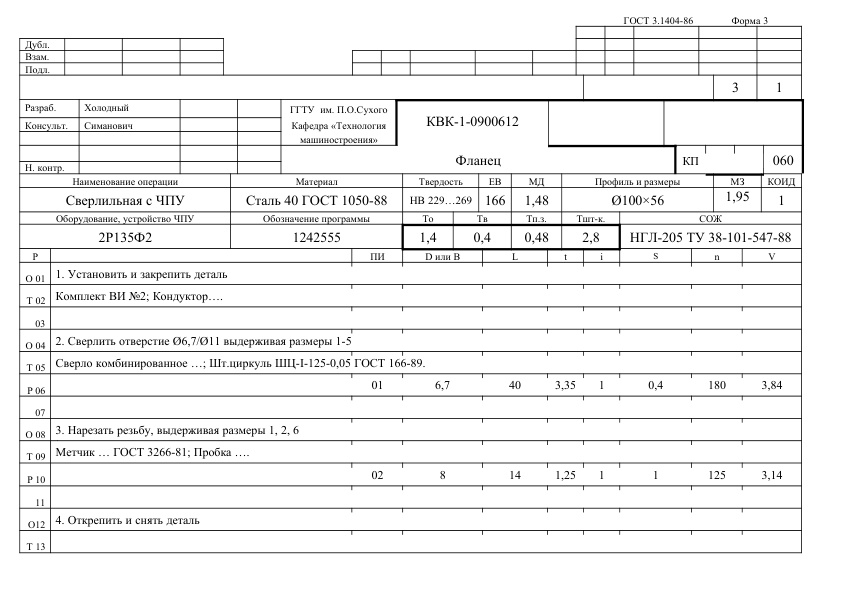 ГОСТ 3.1404-86 Форма 3
Дубл.
Взам.
Подл.
3 1
Разраб. Холодный ГГТУ им. П.О.Сухого
Консульт. Симанович Кафедра «Технология
машиностроения»
КВК-1-0900612
Н. контр. Фланец КП 060
Наименование операции Материал Твердость ЕВ МД Профиль и размеры МЗ КОИД
Сверлильная с ЧПУ Сталь 40 ГОСТ 1050-88 НВ 229…269 166 1,48 Ø100×56 1,95 1
Оборудование, устройство ЧПУ Обозначение программы То Тв Тп.з. Тшт-к. СОЖ
2Р135Ф2 1242555 1,4 0,4 0,48 2,8 НГЛ-205 ТУ 38-101-547-88
Р ПИ D или В L t i S n V
О 01 1. Установить и закрепить деталь
Т 02 Комплект ВИ №2; Кондуктор….
03
О 04 2. Сверлить отверстие Ø6,7/Ø11 выдерживая размеры 1-5
Т 05 Сверло комбинированное …; Шт.циркуль ШЦ-I-125-0,05 ГОСТ 166-89.
Р 06 01 6,7 40 3,35 1 0,4 180 3,84
07
О 08 3. Нарезать резьбу, выдерживая размеры 1, 2, 6
Т 09 Метчик … ГОСТ 3266-81; Пробка ….
Р 10 02 8 14 1,25 1 1 125 3,14
11
О12 4. Открепить и снять деталь
Т 13